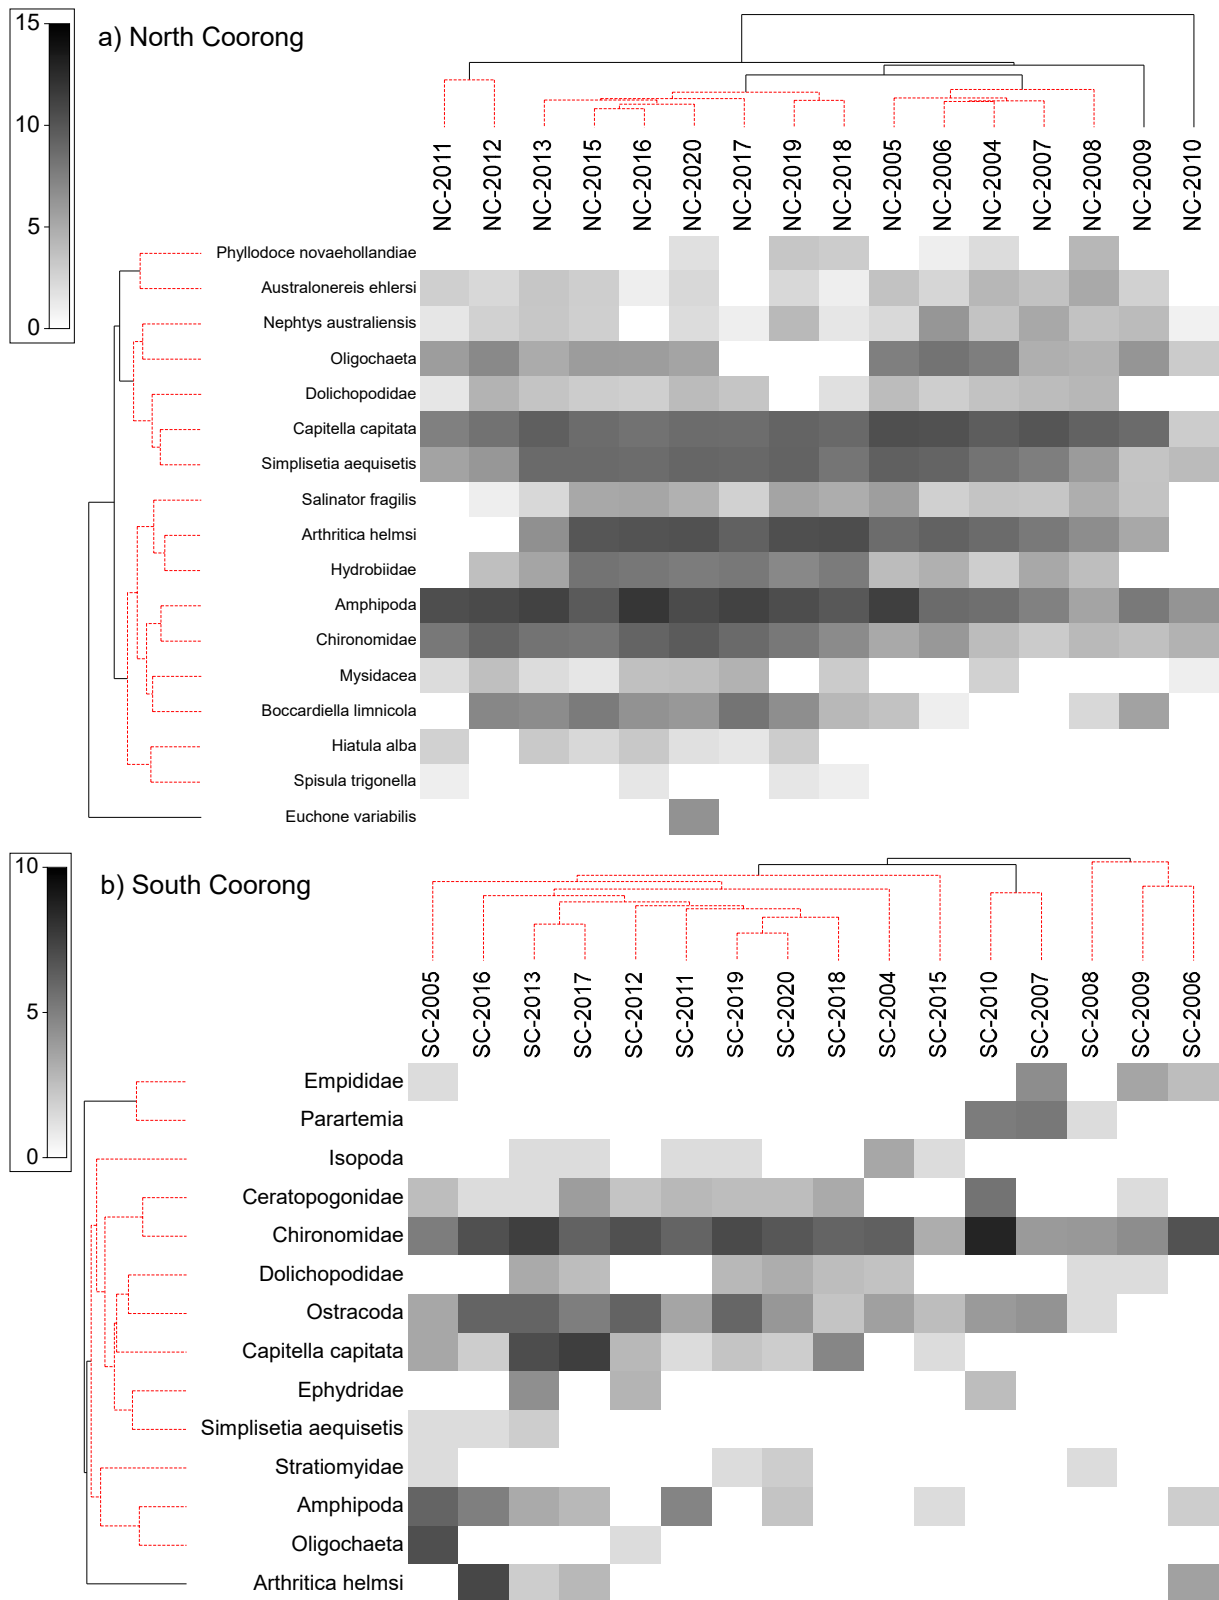 15
a) North Coorong
10
5
0
NC-2011
NC-2012
NC-2013
NC-2015
NC-2016
NC-2020
NC-2017
NC-2019
NC-2018
NC-2005
NC-2006
NC-2004
NC-2007
NC-2008
NC-2009
NC-2010
Phyllodoce novaehollandiae
Australonereis ehlersi
Nephtys australiensis
Oligochaeta
Dolichopodidae
Capitella capitata
Simplisetia aequisetis
Salinator fragilis
Arthritica helmsi
Hydrobiidae
Amphipoda
Chironomidae
Mysidacea
Boccardiella limnicola
Hiatula alba
Spisula trigonella
Euchone variabilis
10
b) South Coorong
5
0
SC-2005
SC-2016
SC-2013
SC-2017
SC-2012
SC-2011
SC-2019
SC-2020
SC-2018
SC-2004
SC-2015
SC-2010
SC-2007
SC-2008
SC-2009
SC-2006
Empididae
Parartemia
Isopoda
Ceratopogonidae
Chironomidae
Dolichopodidae
Ostracoda
Capitella capitata
Ephydridae
Simplisetia aequisetis
Stratiomyidae
Amphipoda
Oligochaeta
Arthritica helmsi